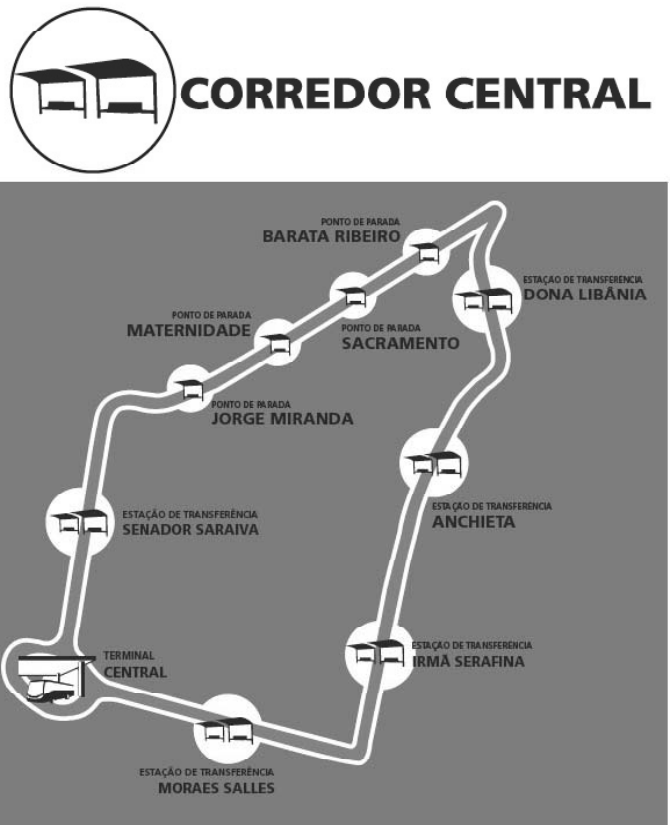 CORREDOR CENTRAL
PONTO DE PARADA
BARATA RIBEIRO
ESTAÇÃO DE TRANSFERÊNCIA
DONA LIBÂNIA
PONTO DE PARADA
MATERNIDADE
PONTO DE PARADA
SACRAMENTO
PONTO DE PARADA
JORGE MIRANDA
ESTAÇÃO DE TRANSFERÊNCIA
SENADOR SARAIVA
ESTAÇÃO DE TRANSFERÊNCIA
ANCHIETA
TERMINAL
CENTRAL
ESTAÇÃO DE TRANSFERÊNCIA
IRMÃ SERAFINA
ESTAÇÃO DE TRANSFERÊNCIA
MORAES SALLES